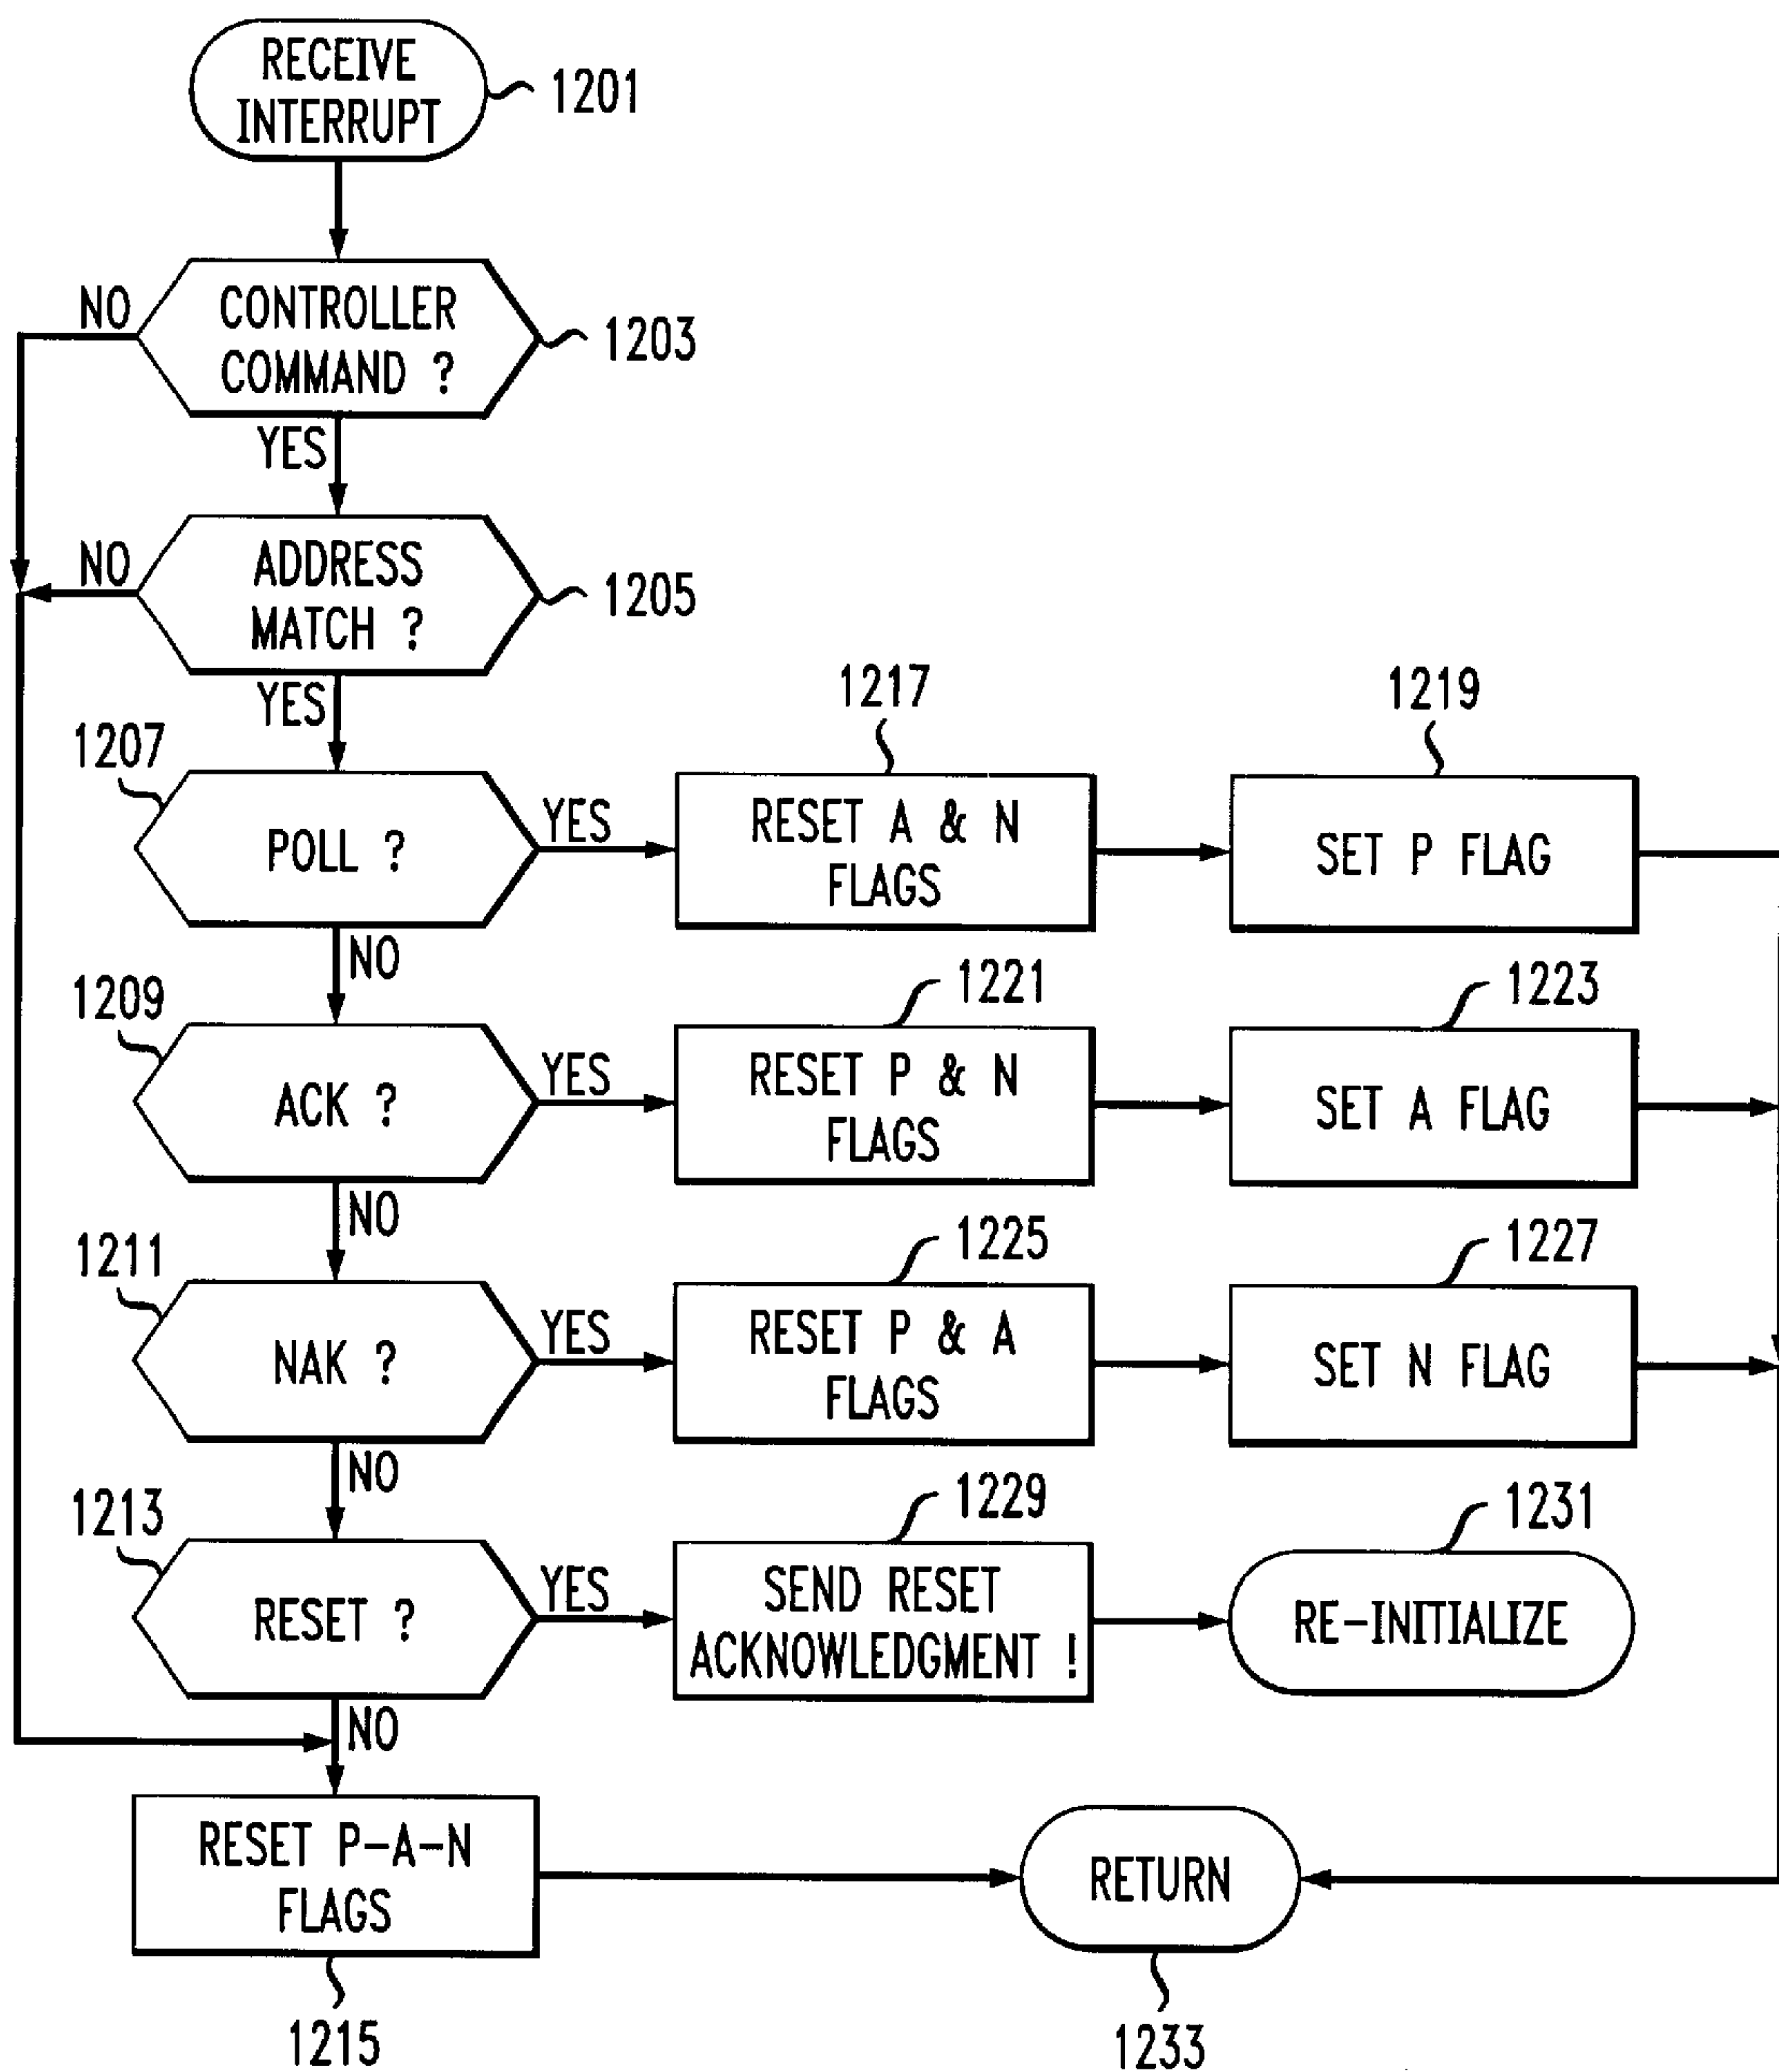 RECEIVE
INTERRUPT
1201
NO
CONTROLLER
COMMAND ?
1203
YES
NO
ADDRESS
MATCH ?
1205
YES
1207
POLL ?
YES
1217
RESET A & N
FLAGS
1219
SET P FLAG
NO
1209
ACK ?
YES
1221
RESET P & N
FLAGS
1223
SET A FLAG
NO
1211
NAK ?
YES
1225
RESET P & A
FLAGS
1227
SET N FLAG
NO
1213
RESET ?
YES
1229
SEND RESET
ACKNOWLEDGMENT !
1231
RE-INITIALIZE
NO
RESET P-A-N
FLAGS
1215
RETURN
1233